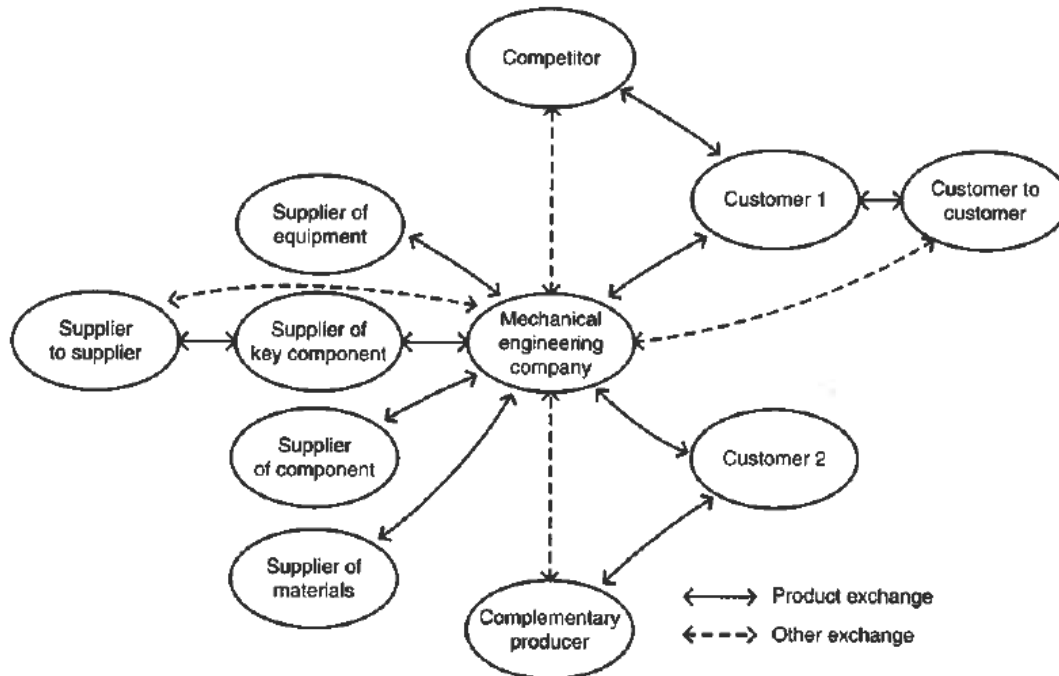 Competitor
Customer 1
Customer to
customer
Supplier of
equipment
Supplier
to supplier
Supplier of
key component
Mechanical
engineering
company
Supplier
of component
Customer 2
Supplier of
materials
Complementary
producer
Product exchange
Other exchange